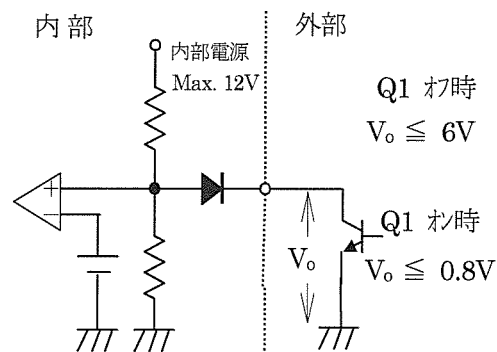 内部
外部
内部電源
Max. 12V
Q1 ｵﾌ時
Vo ≦ 6V
+
−
Vo
Q1 ｵﾝ時
Vo ≦ 0.8V